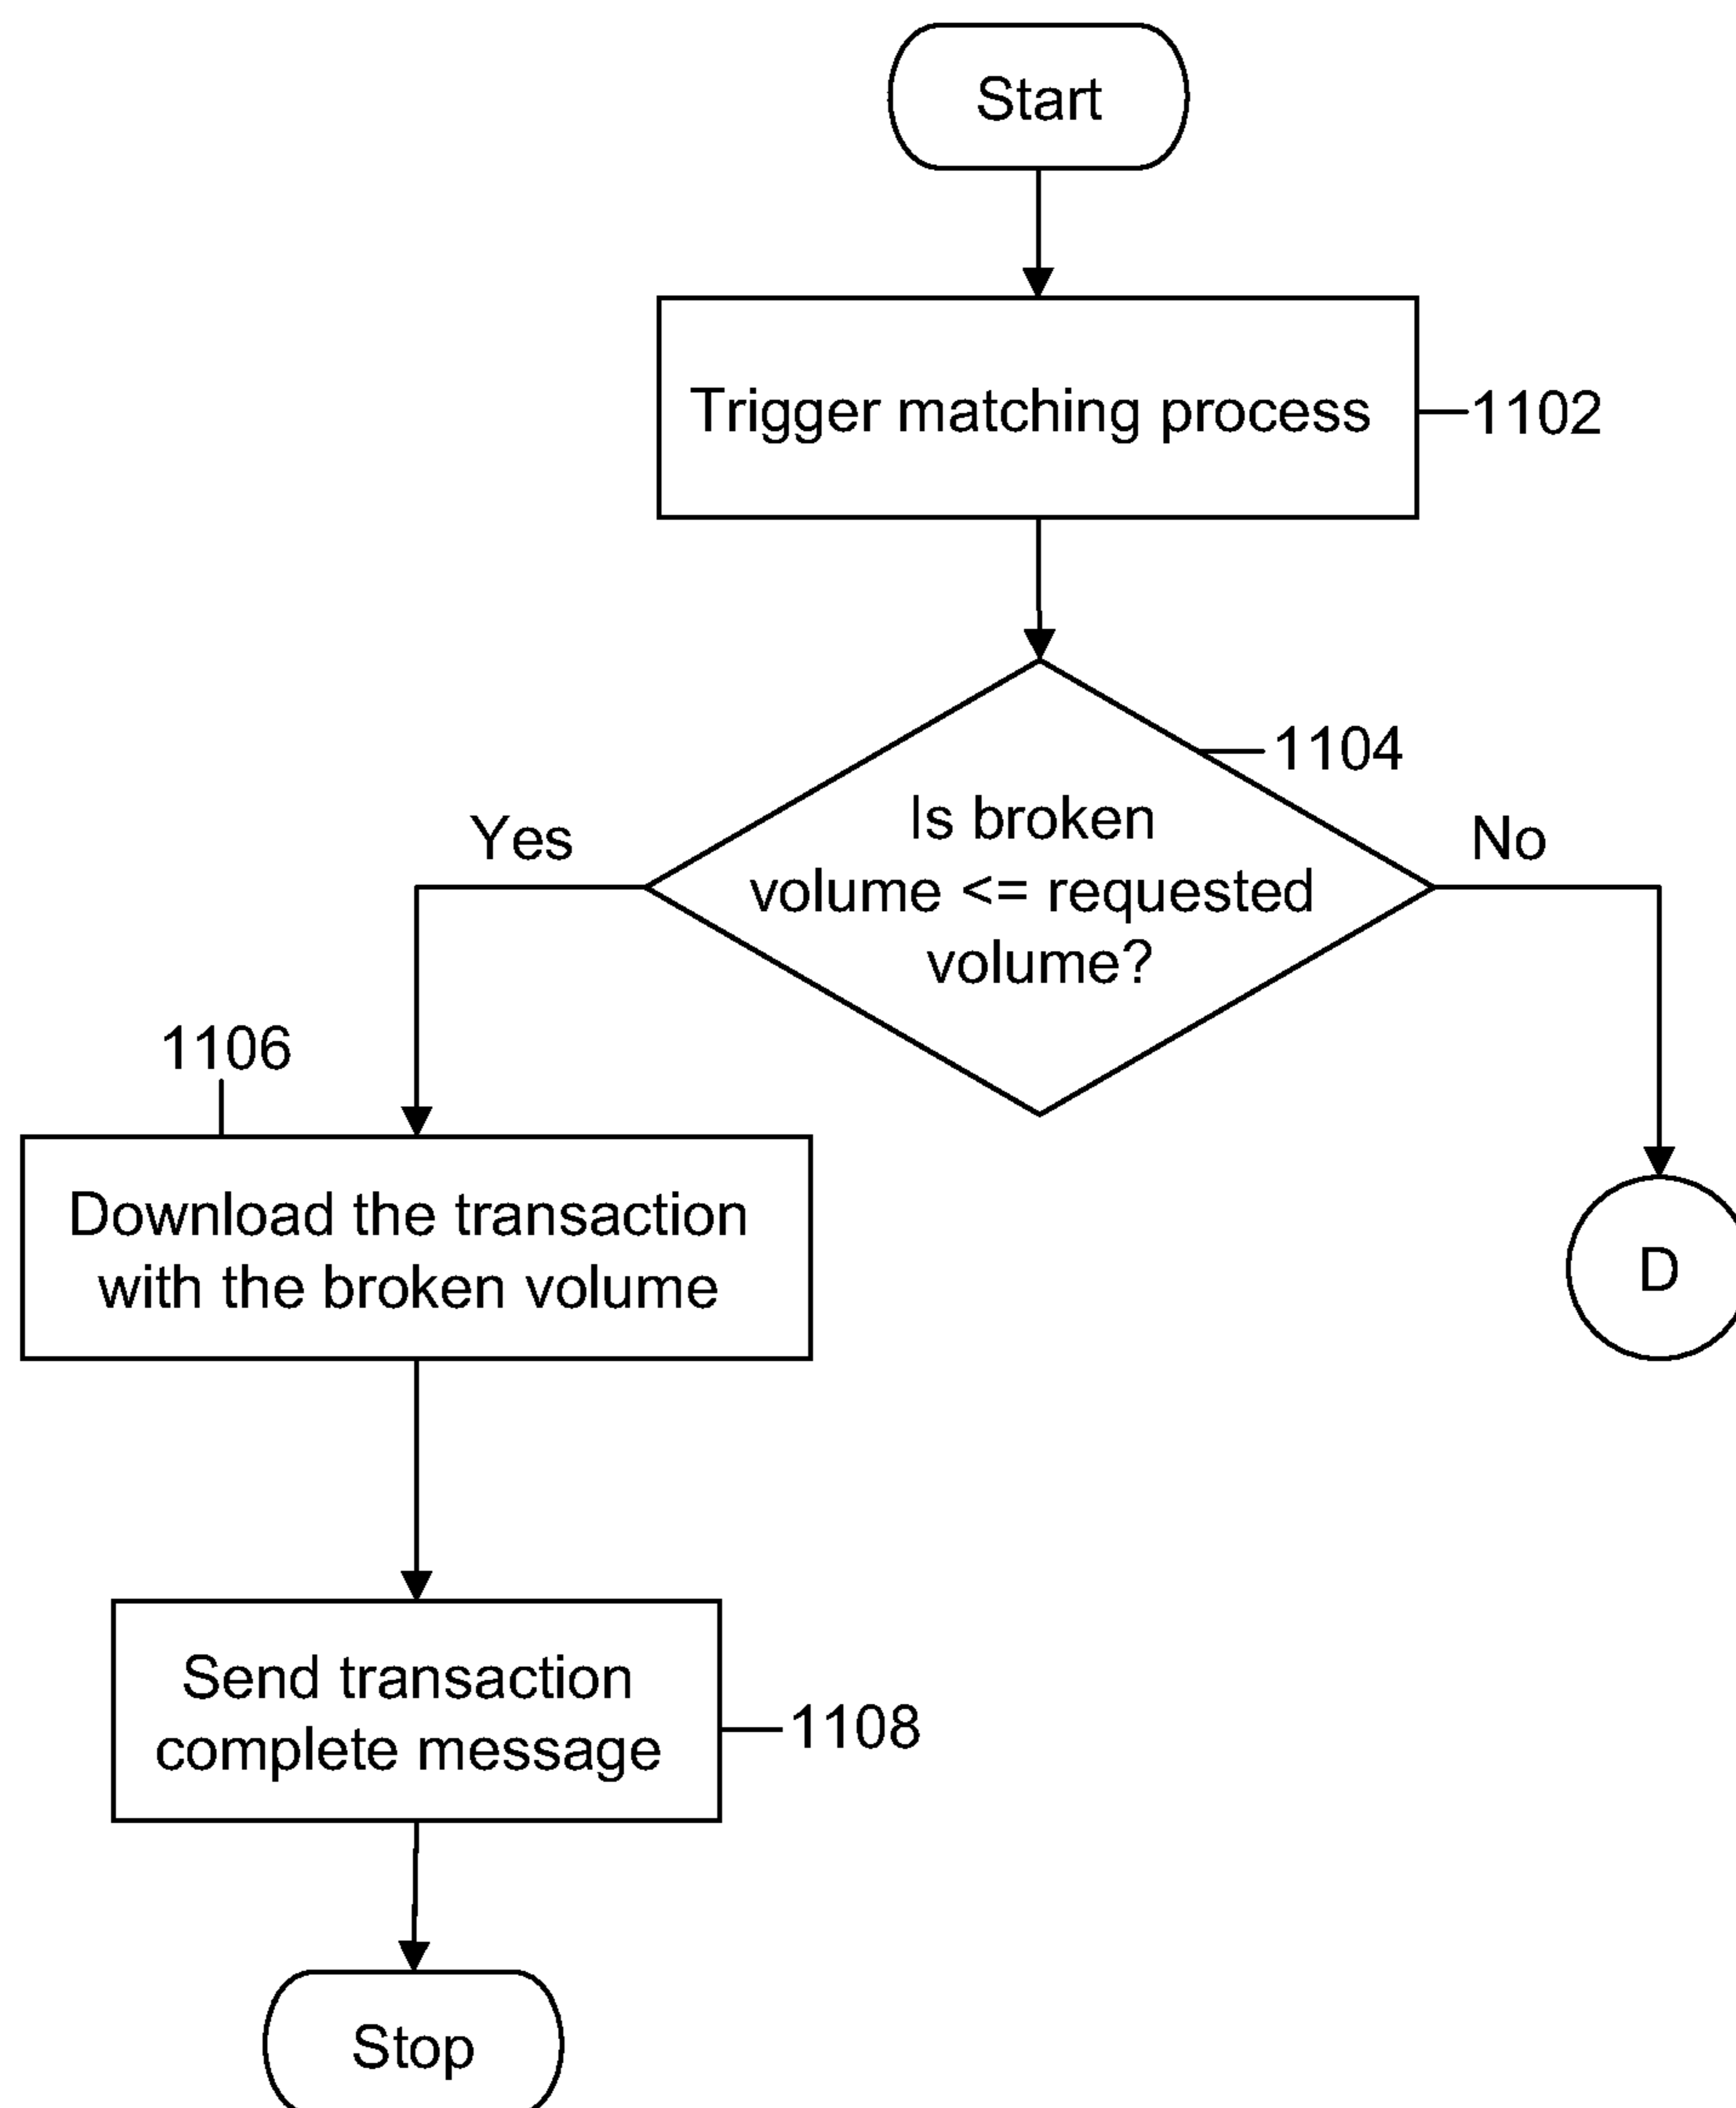 Start
Trigger matching process
1102
1104
Is broken
volume <= requested
volume?
Yes
No
1106
Download the transaction
with the broken volume
D
Send transaction
complete message
1108
Stop